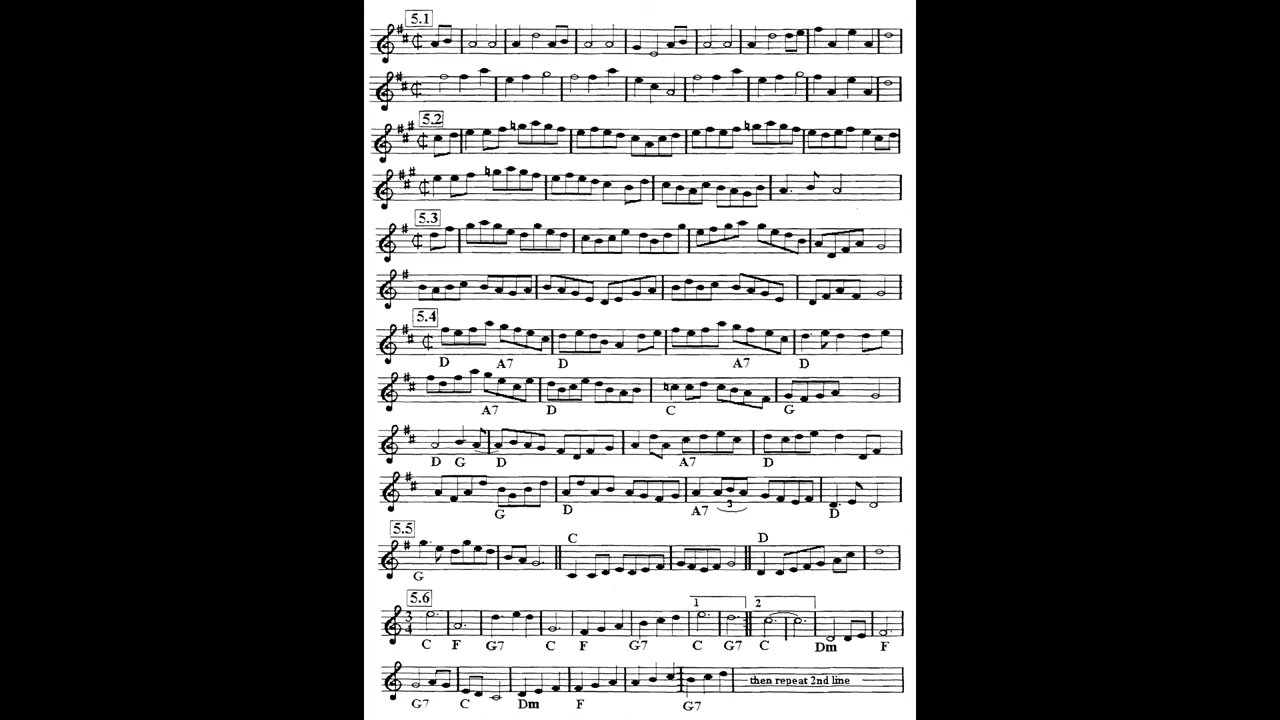 5.1
5.2
5.3
5.4
D A7 D A7 D
A7 D C G
D G D A7 D
3
G D A7 D
5.5
C D
G
5.6
3 4
1 2
C F G7 C F G7 C G7 C Dm F
then repeat 2nd line
G7 C Dm F G7